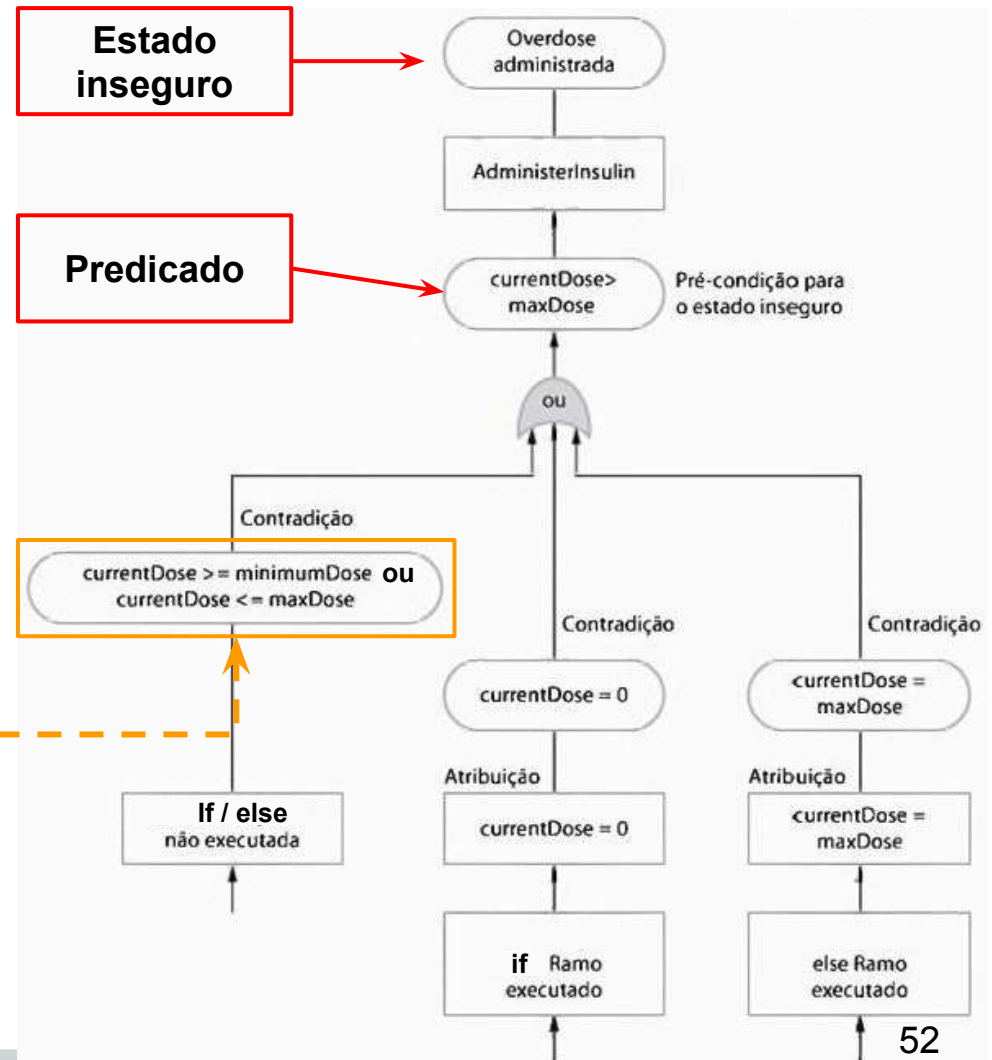 Estado
inseguro
Overdose
administrada
AdministerInsulin
Predicado
currentDose>
maxDose
Pré-condição para
o estado inseguro
ou
Contradição
currentDose >= minimumDose ou
currentDose <= maxDose
Contradição
Contradição
currentDose = 0
currentDose =
maxDose
Atribuição
Atribuição
If / else
não executada
currentDose = 0
currentDose =
maxDose
if Ramo
executado
else Ramo
executado
52